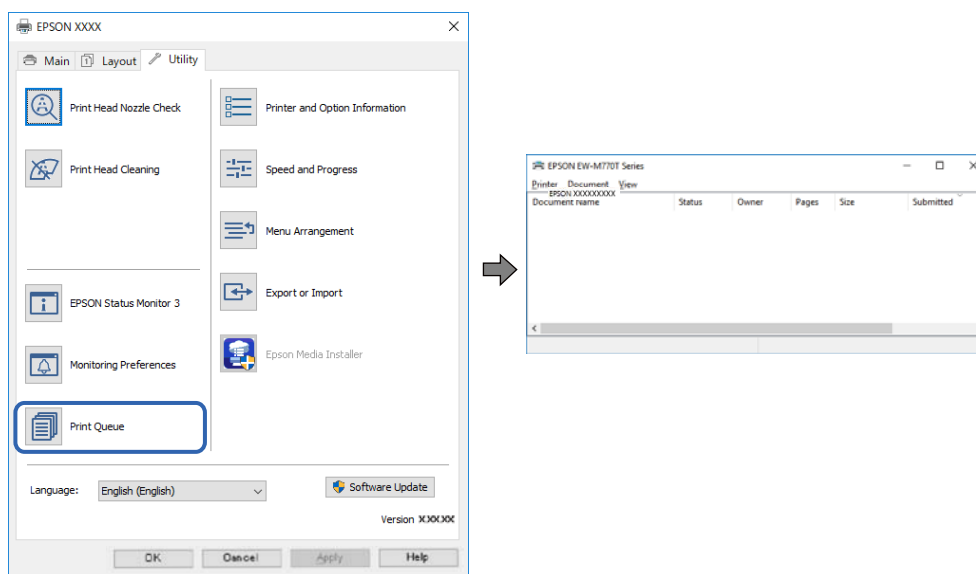 EPSON XXXX
Main
Layout
Utility
Print Head Nozzle Check
Print Head Cleaning
EPSON Status Monitor 3
Monitoring Preferences
Print Queue
Printer and Option Information
Speed and Progress
Menu Arrangement
Export or Import
Epson Media Installer
Language: English (English)
Software Update
Version X.XX.XX
OK Cancel Apply Help
EPSON EW-M770T Series
Printer Document View
EPSON XXXXXXXXX
Document Name Status Owner Pages Size Submitted